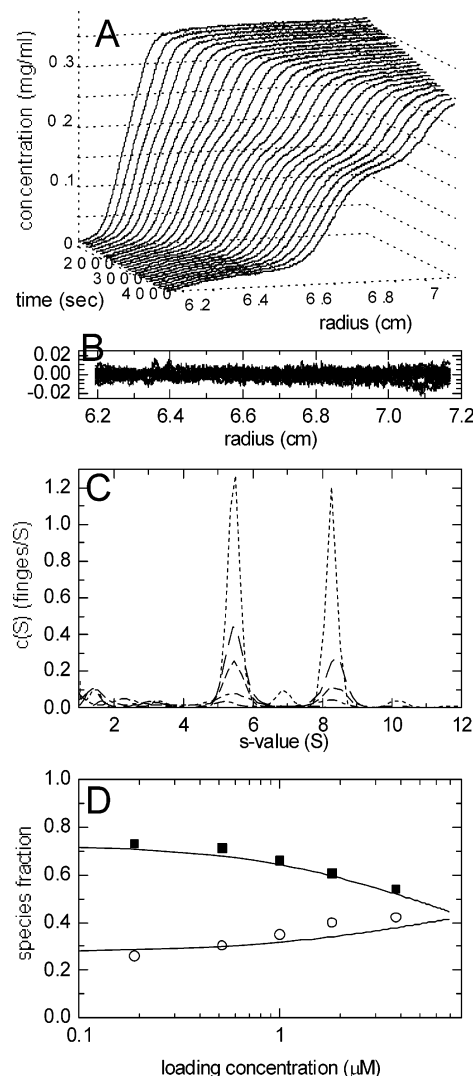 A
concentration (mg/ml)
0.3
0.2
0.1
0
2000
3000
4000
time (sec)
6.2
6.4
6.6
6.8
7
radius (cm)
B
0.02
0.00
-0.02
6.2 6.4 6.6 6.8 7.0 7.2
radius (cm)
C
c(S) (finges/S)
1.2
1.0
0.8
0.6
0.4
0.2
0.0
2 4 6 8 10 12
s-value (S)
D
species fraction
1.0
0.8
0.6
0.4
0.2
0.0
0.1 1
loading concentration (μM)